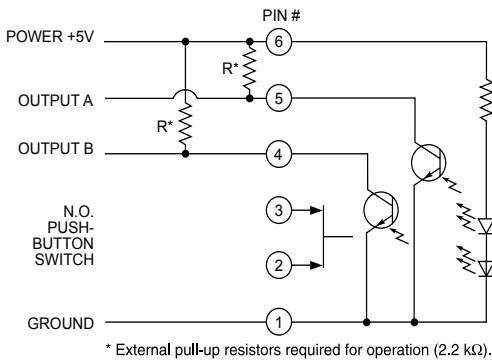 PIN #
POWER +5V
6
R*
OUTPUT A
5
R*
OUTPUT B
4
N.O.
PUSH-
BUTTON
SWITCH
3
2
GROUND
1
* External pull-up resistors required for operation (2.2 kΩ).